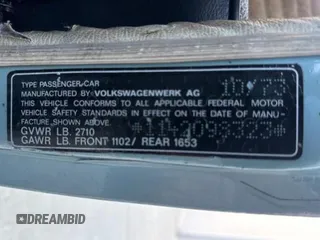 10/73
TYPE PASSENGER CAR
MANUFACTURED BY: VOLKSWAGENWERK AG
THIS VEHICLE CONFORMS TO ALL APPLICABLE FEDERAL MOTOR
VEHICLE SAFETY STANDARDS IN EFFECT ON THE DATE OF MANU-
FACTURE SHOWN ABOVE.
GVWR LB. 2710
GAWR LB. FRONT 1102/ REAR 1653
DREAMBID